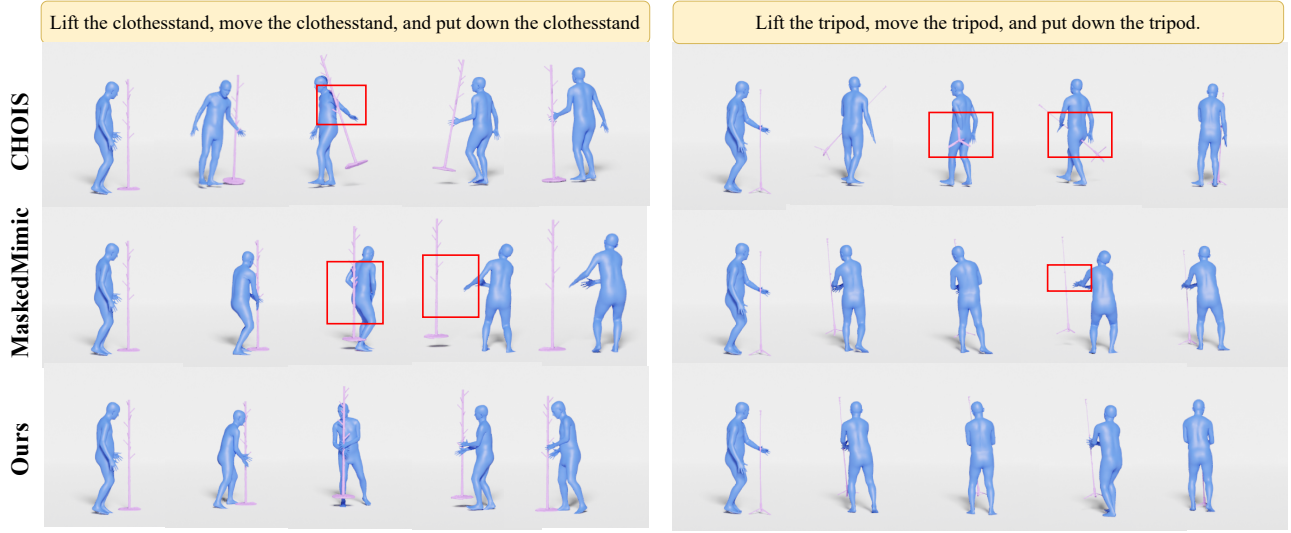 Lift the clothesstand, move the clothesstand, and put down the clothesstand
Lift the tripod, move the tripod, and put down the tripod.
CHOIS
MaskedMimic
Ours